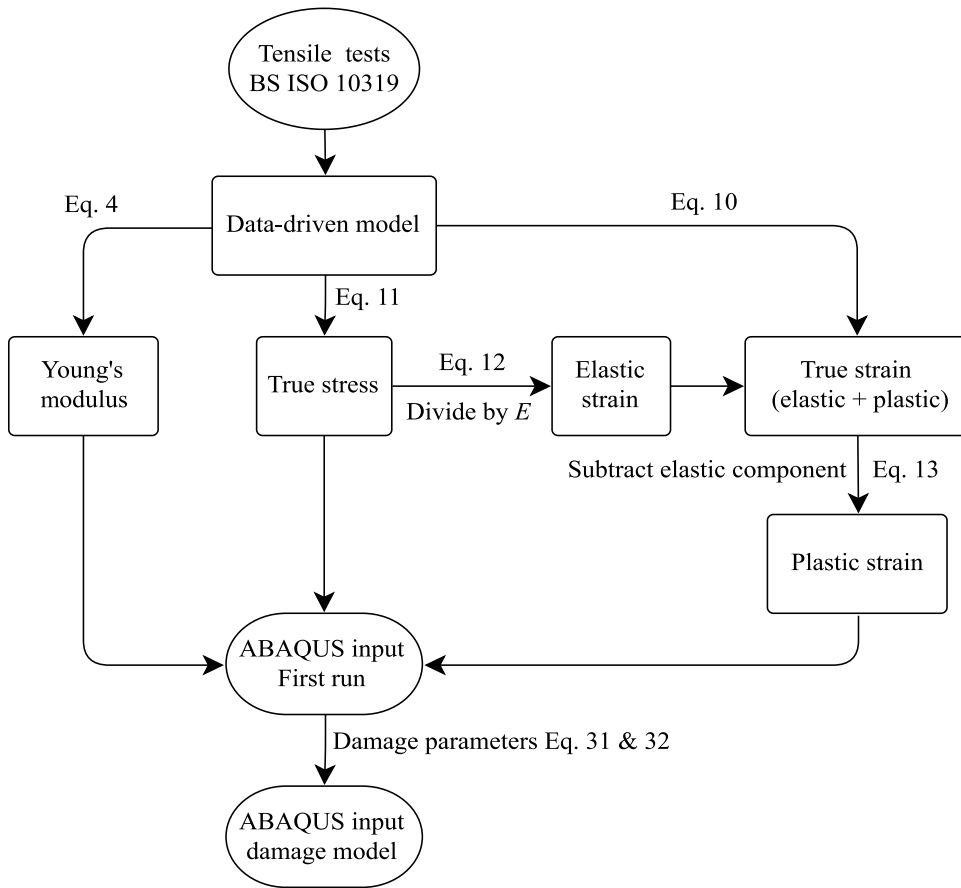 Tensile tests
BS ISO 10319
Eq. 4
Data-driven model
Eq. 10
Eq. 11
Young's
modulus
True stress
Eq. 12
Divide by E
Elastic
strain
True strain
(elastic + plastic)
Subtract elastic component
Eq. 13
Plastic strain
ABAQUS input
First run
Damage parameters Eq. 31 & 32
ABAQUS input
damage model